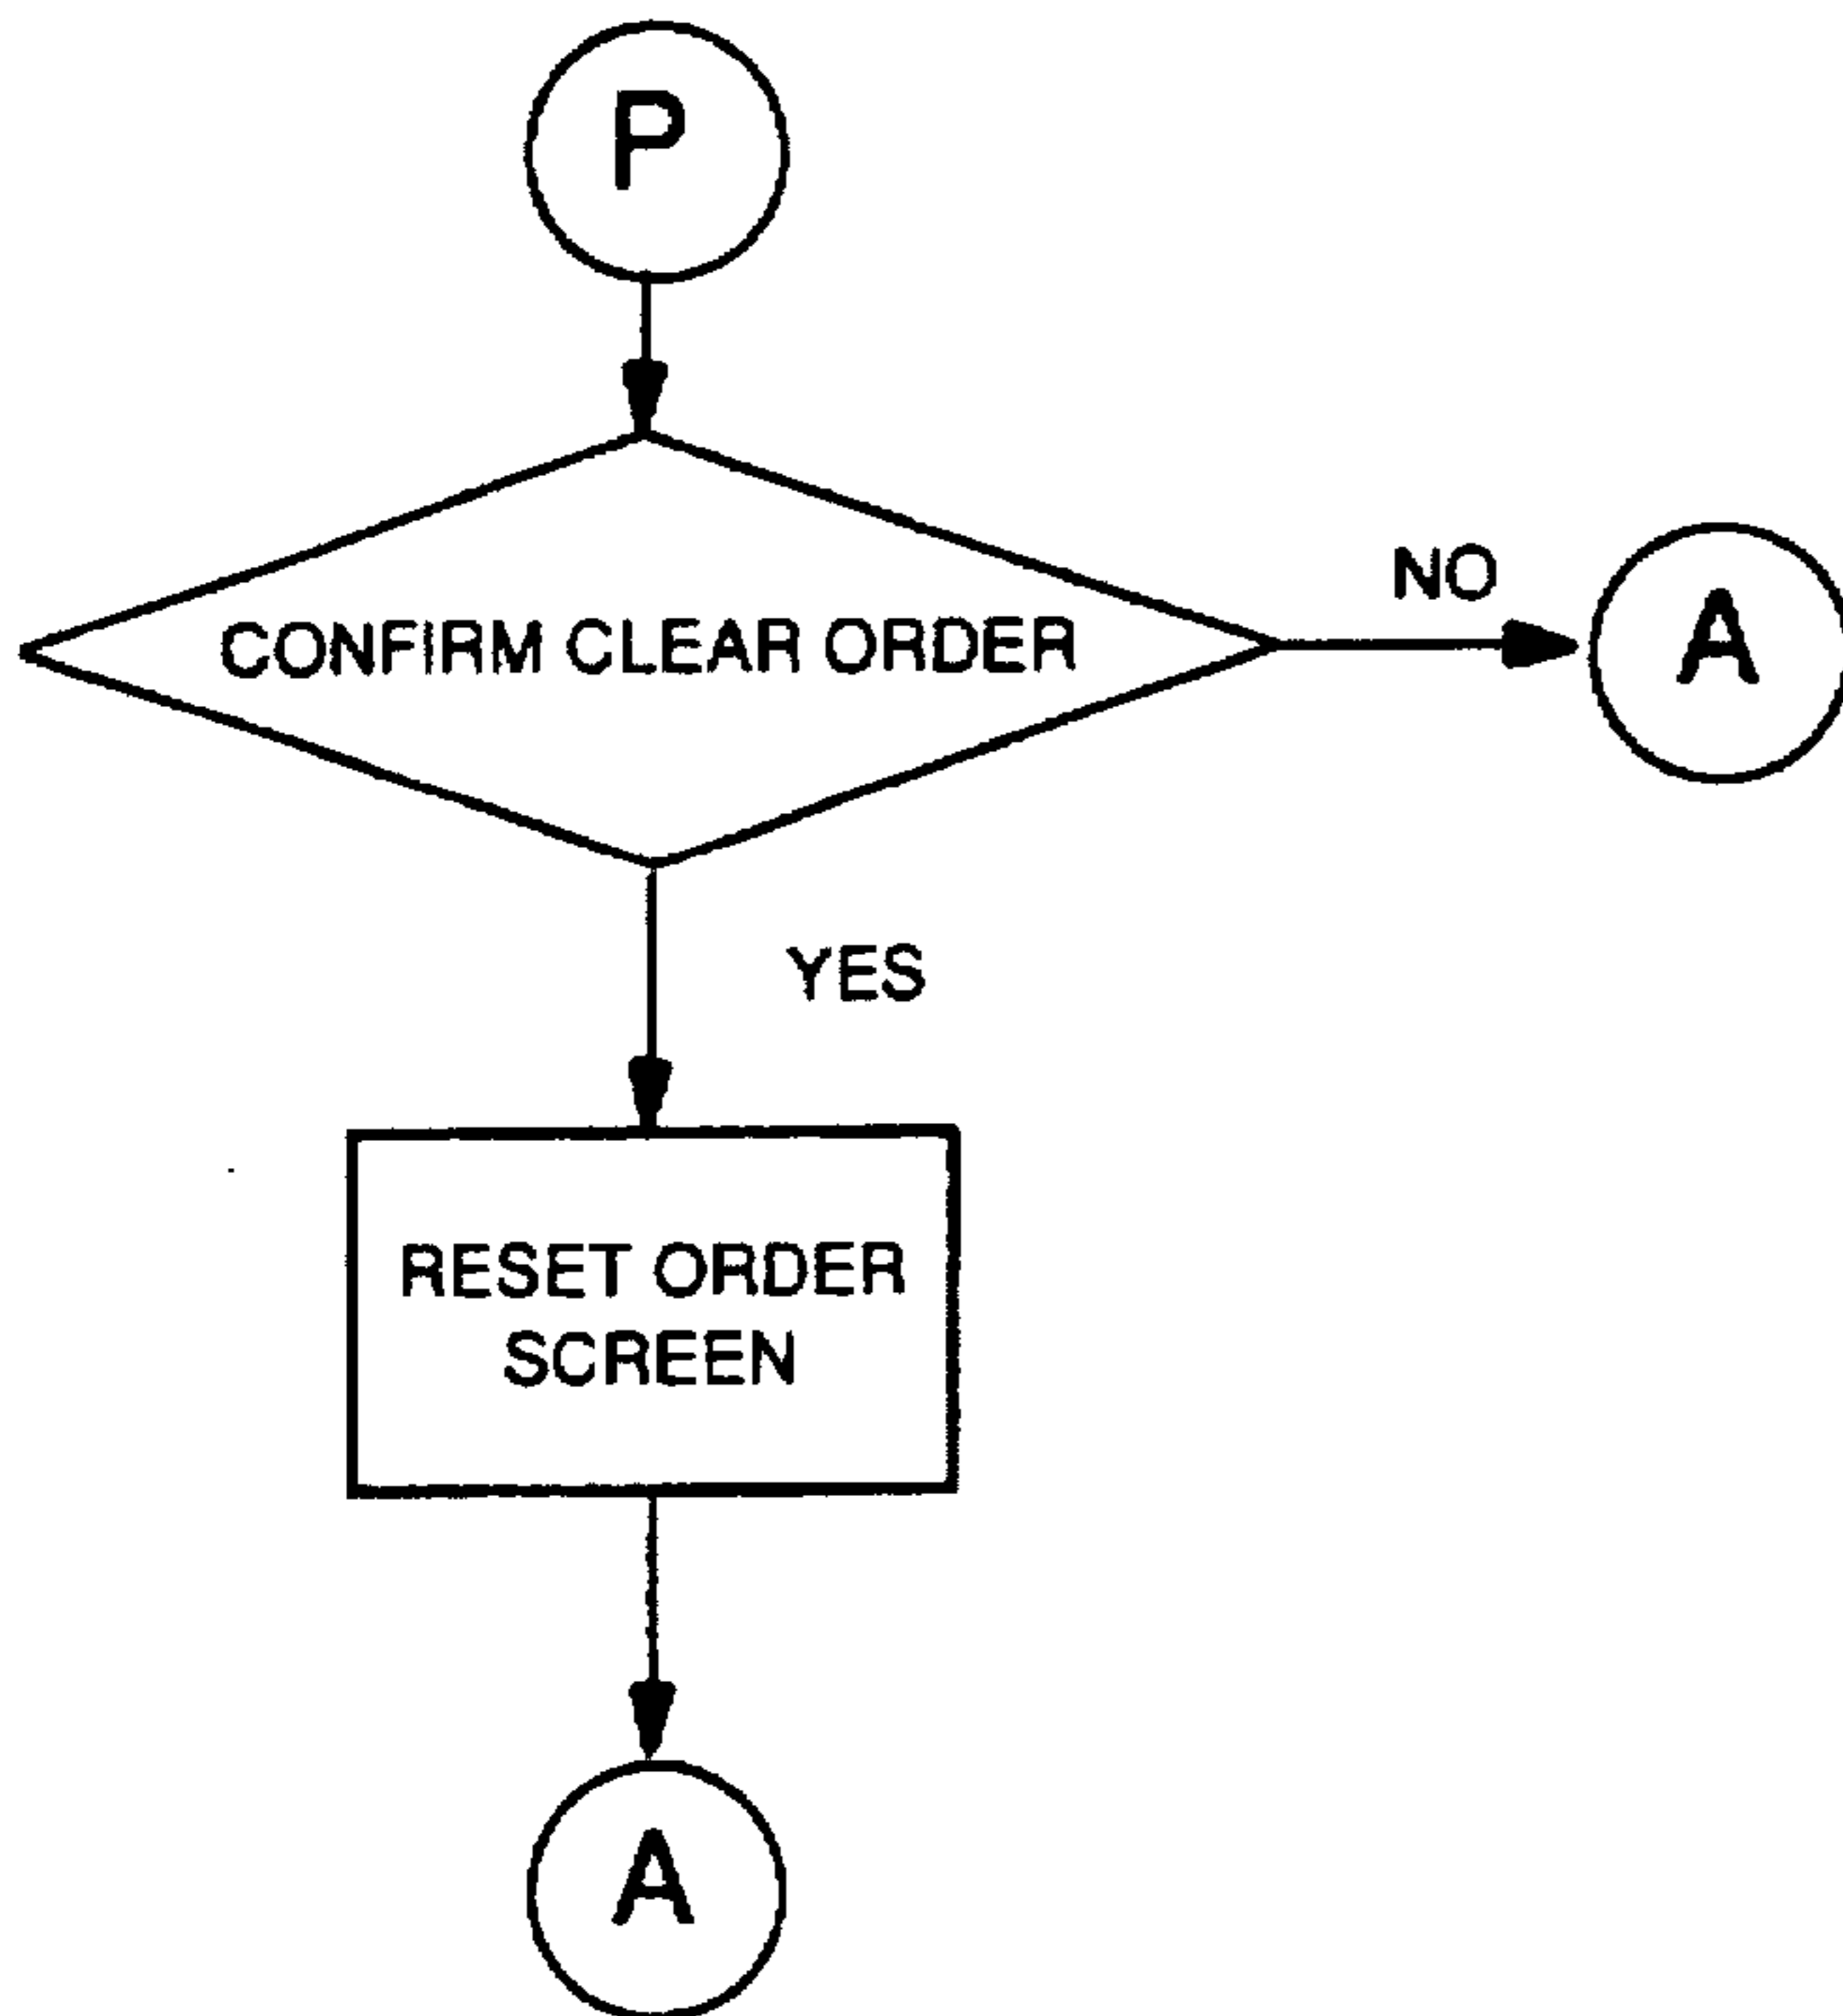 P
CONFIRM CLEAR ORDER
NO
A
YES
RESET ORDER
SCREEN
A